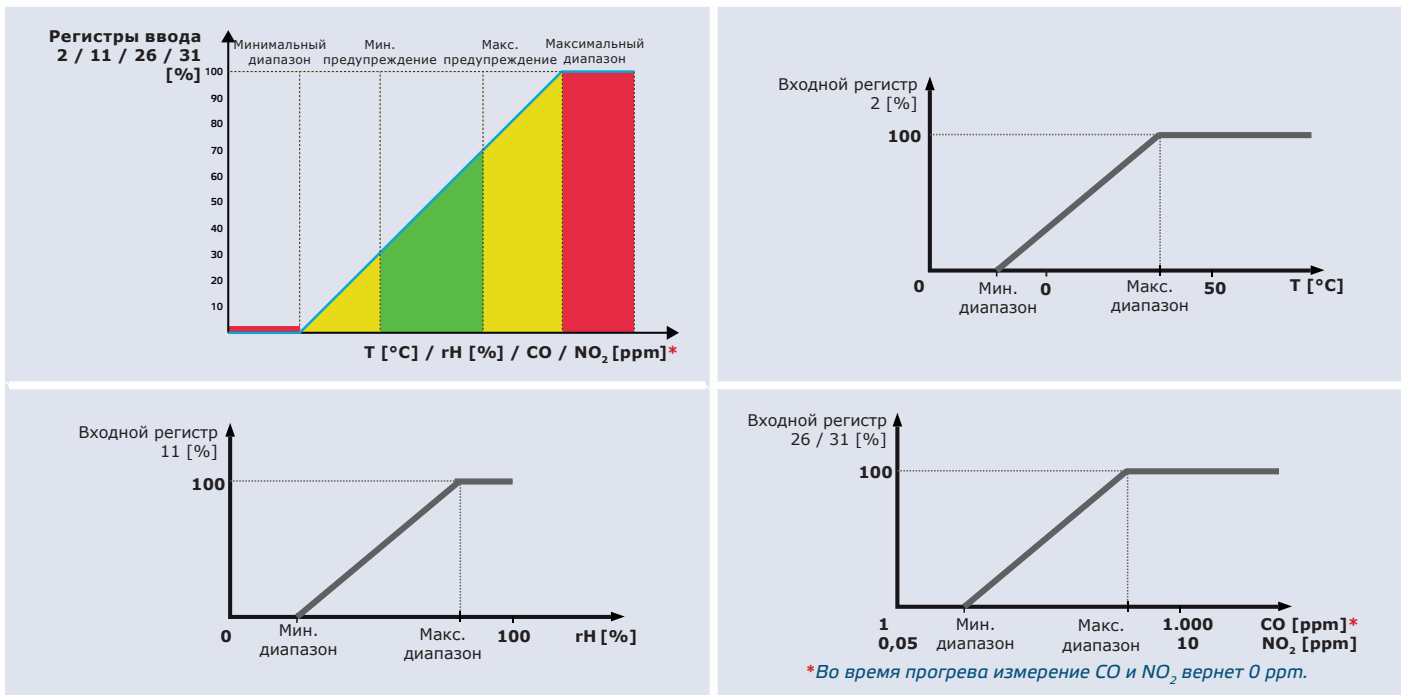 Регистры ввода
2 / 11 / 26 / 31
[%]
Минимальный диапазон
Мин. предупреждение
Макс. предупреждение
Максимальный диапазон
100
90
80
70
60
50
40
30
20
10
T [°C] / rH [%] / CO / NO₂ [ppm]*
Входной регистр
2 [%]
100
0
Мин. диапазон
0
Макс. диапазон
50
T [°C]
Входной регистр
11 [%]
100
0
Мин. диапазон
Макс. диапазон
100
rH [%]
Входной регистр
26 / 31 [%]
100
1
0,05
Мин. диапазон
Макс. диапазон
1.000
10
CO [ppm]*
NO₂ [ppm]
*Во время прогрева измерение CO и NO₂ вернет 0 ppm.